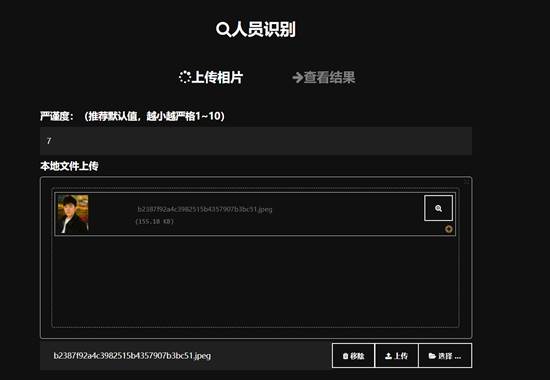 人员识别
上传相片 查看结果
严谨度：（推荐默认值，越小越严格1~10）
7
本地文件上传
b2387f92a4c3982515b4357907b3bc51.jpeg
(155.18 KB)
b2387f92a4c3982515b4357907b3bc51.jpeg 移除 上传 选择 ...